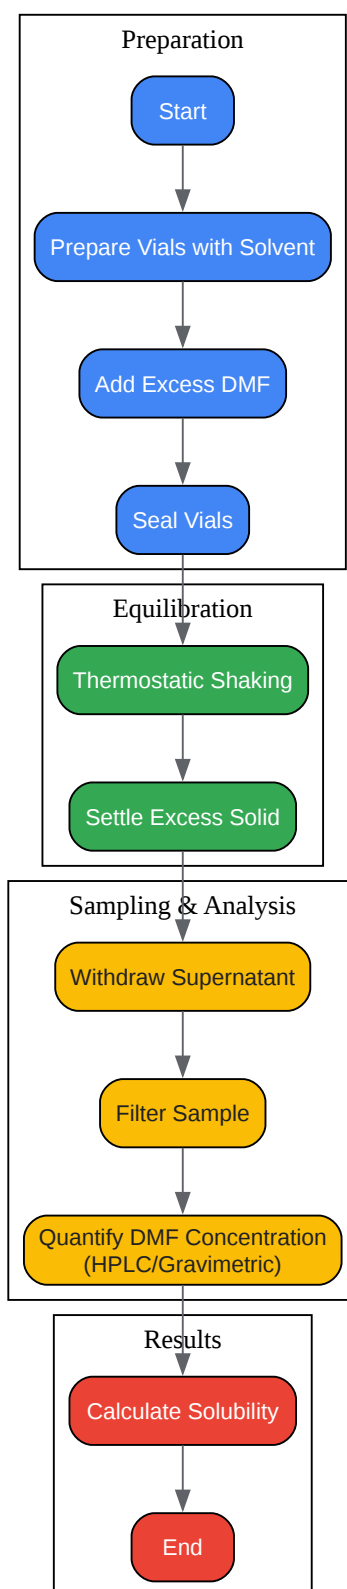 Preparation
Start
Prepare Vials with Solvent
Add Excess DMF
Seal Vials
Equilibration
Thermostatic Shaking
Settle Excess Solid
Sampling & Analysis
Withdraw Supernatant
Filter Sample
Quantify DMF Concentration
(HPLC/Gravimetric)
Results
Calculate Solubility
End